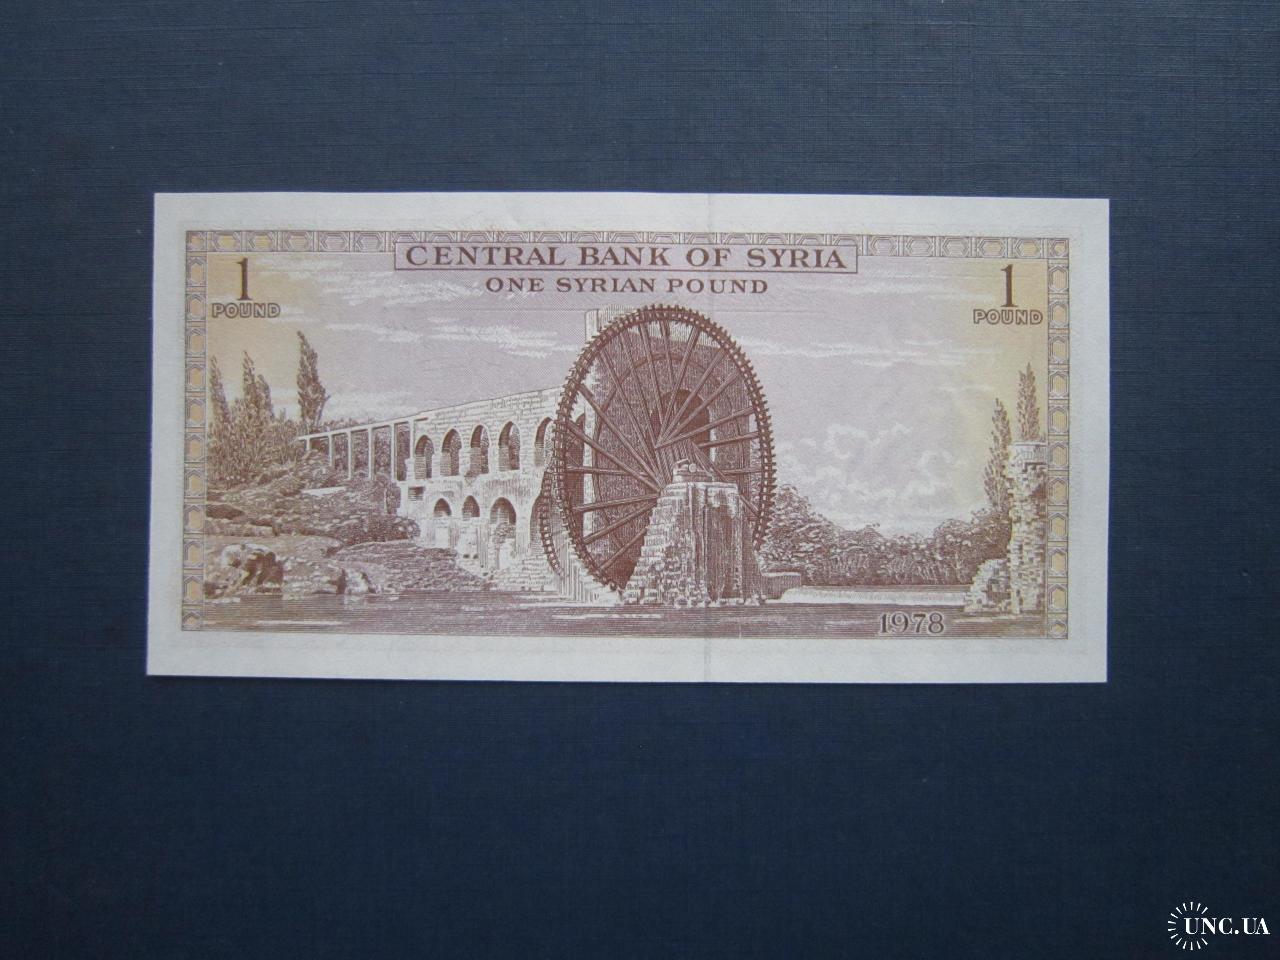 CENTRAL BANK OF SYRIA
ONE SYRIAN POUND
1
POUND
1
POUND
1978
UNC.UA